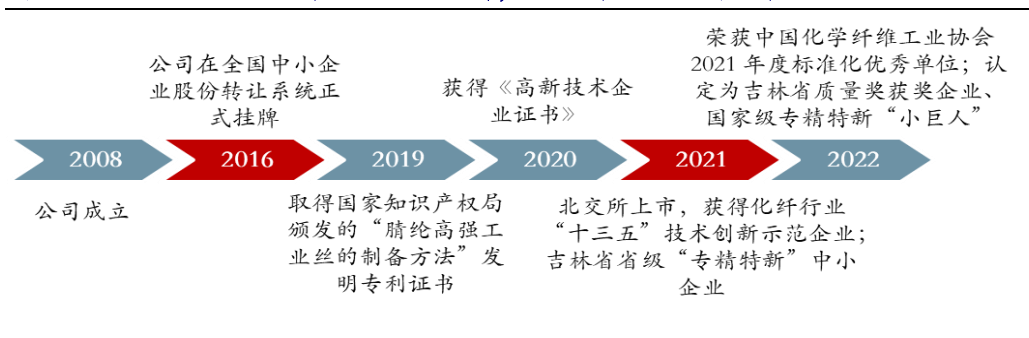 公司在全国中小企
业股份转让系统正
式挂牌
获得《高新技术企
业证书》
荣获中国化学纤维工业协会
2021 年度标准化优秀单位；认
定为吉林省质量奖获奖企业、
国家级专精特新“小巨人”
2008
2016
2019
2020
2021
2022
公司成立
取得国家知识产权局
颁发的“腈纶高强工
业丝的制备方法”发
明专利证书
北交所上市，获得化纤行业
“十三五”技术创新示范企业；
吉林省省级“专精特新”中小
企业